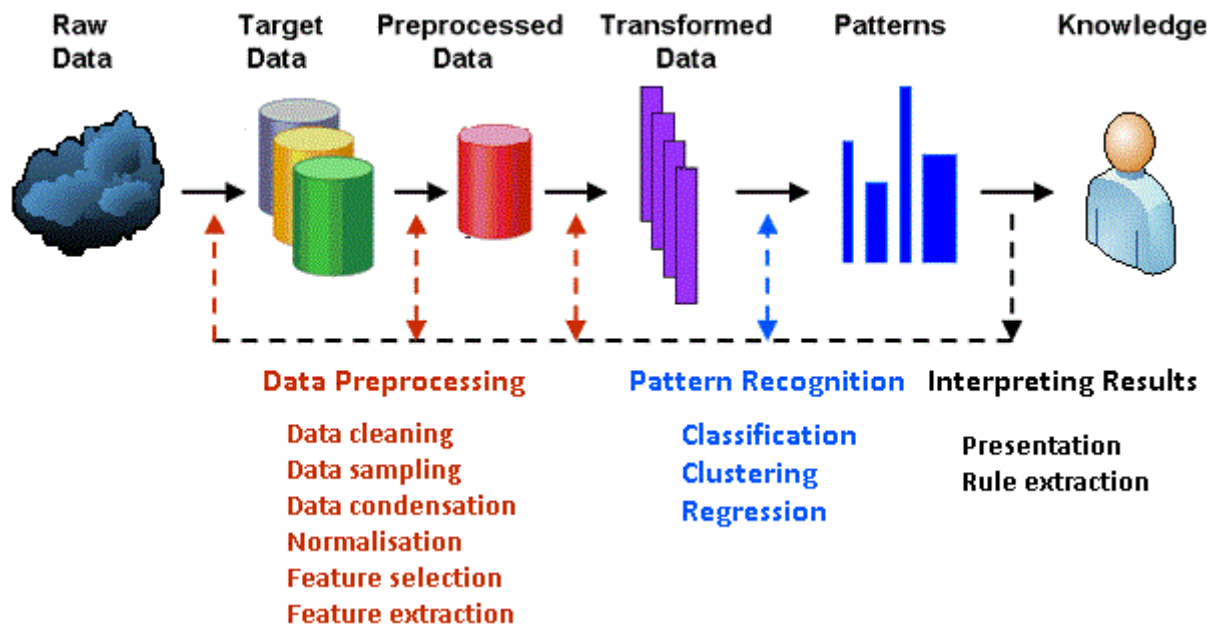 Raw
Data
Target
Data
Preprocessed
Data
Transformed
Data
Patterns
Knowledge
Data Preprocessing
Data cleaning
Data sampling
Data condensation
Normalisation
Feature selection
Feature extraction
Pattern Recognition
Classification
Clustering
Regression
Interpreting Results
Presentation
Rule extraction